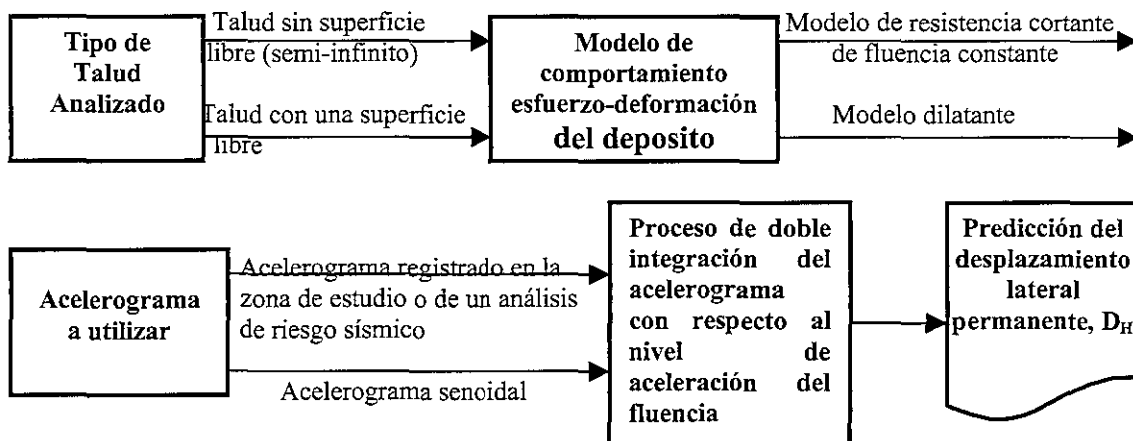 Tipo de
Talud
Analizado
Talud sin superficie
libre (semi-infinito)
Talud con una superficie
libre
Modelo de
comportamiento
esfuerzo-deformación
del deposito
Modelo de resistencia cortante
de fluencia constante
Modelo dilatante
Acelerograma
a utilizar
Acelerograma registrado en la
zona de estudio o de un análisis
de riesgo sísmico
Acelerograma senoidal
Proceso de doble
integración del
acelerograma
con respecto al
nivel de
aceleración del
fluencia
Predicción del
desplazamiento
lateral
permanente, DH